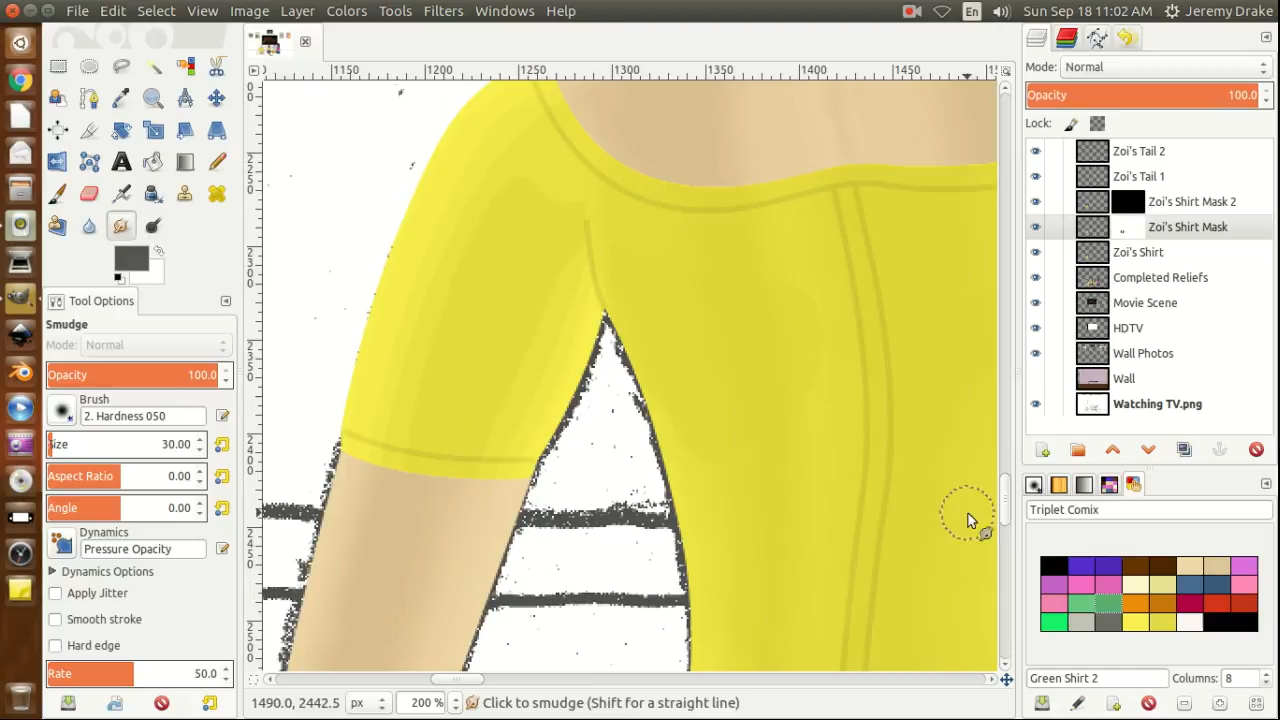 File Edit Select View Image Layer Colors Tools Filters Windows Help En Sun Sep 18 11:02 AM Jeremy Drake
1150 1200 1250 1300 1350 1400 1450
Mode: Normal
Opacity 100.0
Lock:
Zoi's Tail 2
Zoi's Tail 1
Zoi's Shirt Mask 2
Zoi's Shirt Mask
Zoi's Shirt
Completed Reliefs
Movie Scene
HDTV
Wall Photos
Wall
Watching TV.png
Tool Options
Smudge
Mode: Normal
Opacity 100.0
Brush
2. Hardness 050
Size 30.00
Aspect Ratio 0.00
Angle 0.00
Dynamics
Pressure Opacity
Dynamics Options
Apply Jitter
Smooth stroke
Hard edge
Rate 50.0
Triplet Comix
Green Shirt 2 Columns: 8
1490.0, 2442.5 px 200 % Click to smudge (Shift for a straight line)